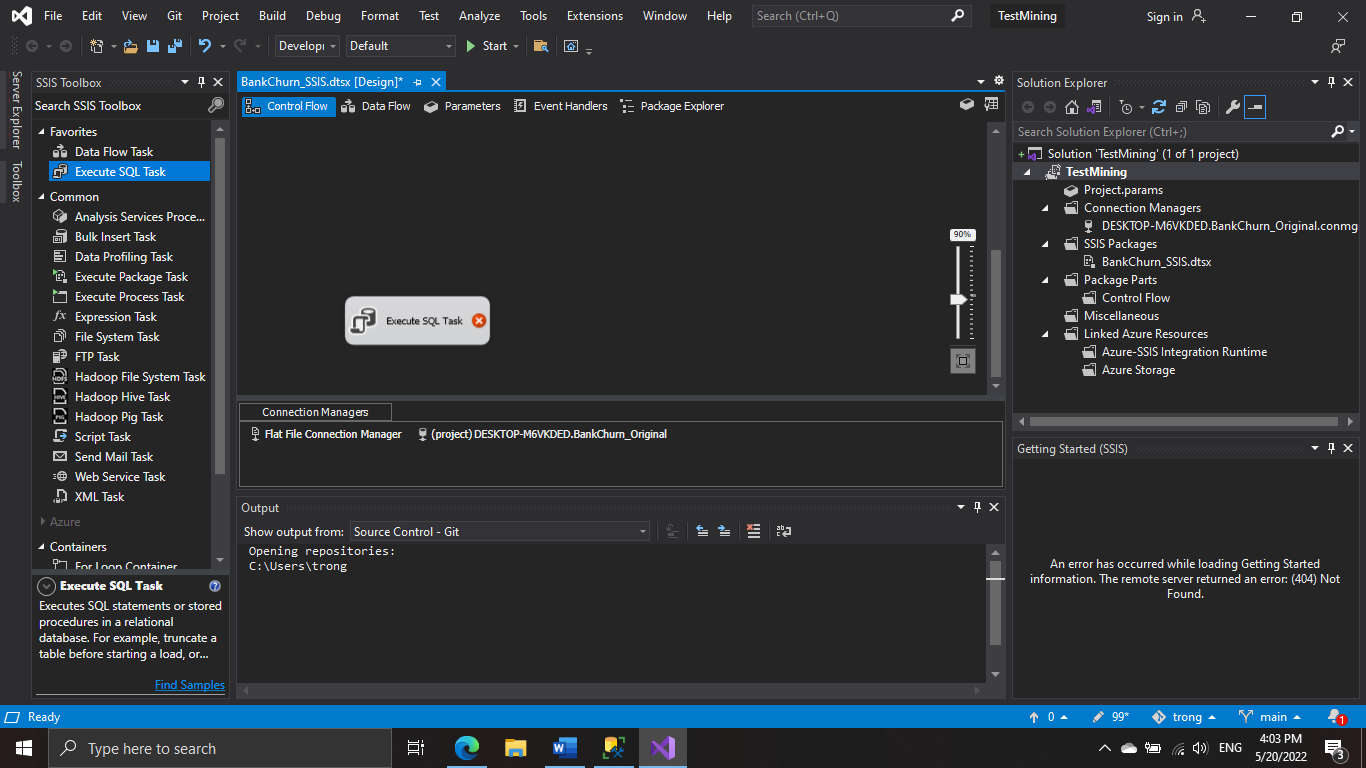 File Edit View Git Project Build Debug Format Test Analyze Tools Extensions Window Help Search (Ctrl+Q) TestMining Sign in
Developı Default Start
Server Explorer
Toolbox
SSIS Toolbox
Search SSIS Toolbox
Favorites
Data Flow Task
Execute SQL Task
Common
Analysis Services Proce...
Bulk Insert Task
Data Profiling Task
Execute Package Task
Execute Process Task
Expression Task
File System Task
FTP Task
Hadoop File System Task
Hadoop Hive Task
Hadoop Pig Task
Script Task
Send Mail Task
Web Service Task
XML Task
Azure
Containers
For Loop Container
Execute SQL Task
Executes SQL statements or stored
procedures in a relational
database. For example, truncate a
table before starting a load, or...
Find Samples
BankChurn_SSIS.dtsx [Design]*
Control Flow Data Flow Parameters Event Handlers Package Explorer
90%
Execute SQL Task
Connection Managers
Flat File Connection Manager (project) DESKTOP-M6VKDED.BankChurn_Original
Output
Show output from: Source Control - Git
Opening repositories:
C:\Users\trong
Solution Explorer
Search Solution Explorer (Ctrl+;)
Solution 'TestMining' (1 of 1 project)
TestMining
Project.params
Connection Managers
DESKTOP-M6VKDED.BankChurn_Original.conmg
SSIS Packages
BankChurn_SSIS.dtsx
Package Parts
Control Flow
Miscellaneous
Linked Azure Resources
Azure-SSIS Integration Runtime
Azure Storage
Getting Started (SSIS)
An error has occurred while loading Getting Started
information. The remote server returned an error: (404) Not
Found.
Ready 0 99* trong main 1
Type here to search ENG 4:03 PM
5/20/2022 3